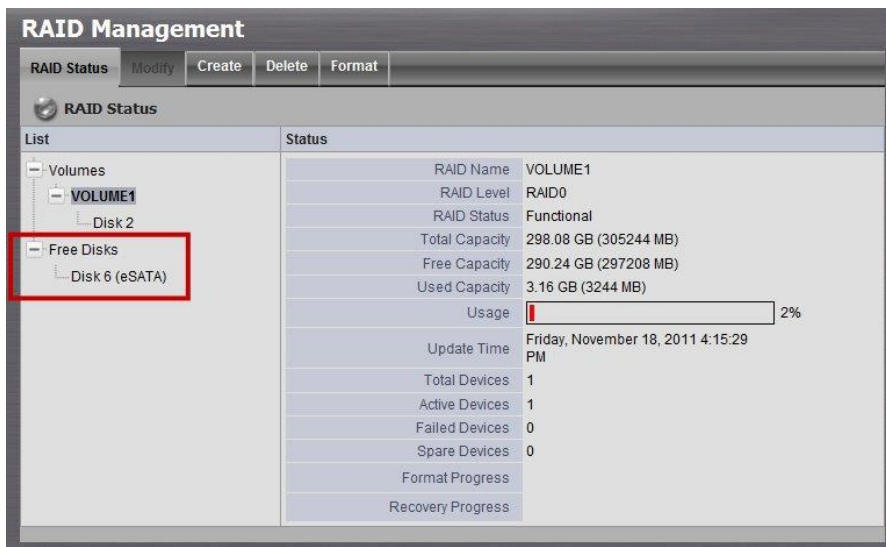 RAID Management
RAID Status Modify Create Delete Format
RAID Status
List Status
Volumes
VOLUME1
Disk 2
Free Disks
Disk 6 (eSATA)
RAID Name VOLUME1
RAID Level RAID0
RAID Status Functional
Total Capacity 298.08 GB (305244 MB)
Free Capacity 290.24 GB (297208 MB)
Used Capacity 3.16 GB (3244 MB)
Usage 2%
Update Time Friday, November 18, 2011 4:15:29
PM
Total Devices 1
Active Devices 1
Failed Devices 0
Spare Devices 0
Format Progress
Recovery Progress